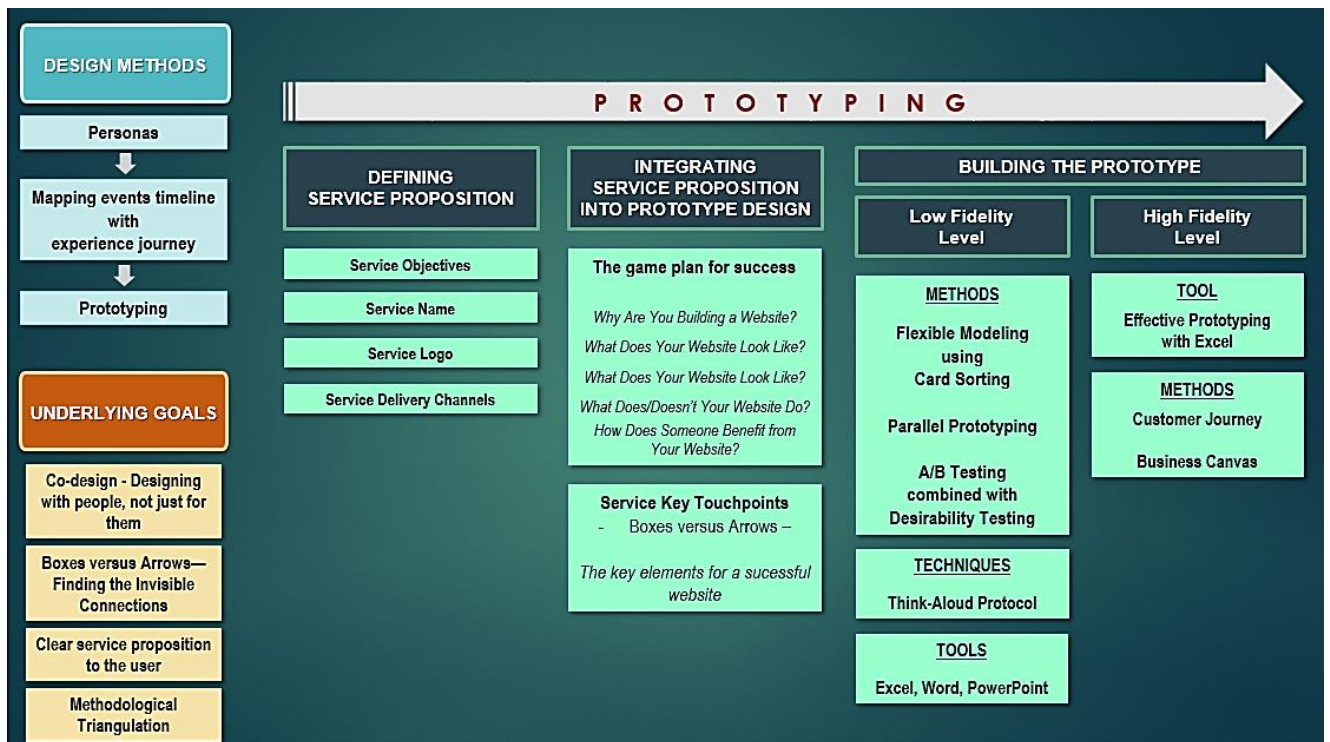 DESIGN METHODS
Personas
Mapping events timeline
with
experience journey
Prototyping
UNDERLYING GOALS
Co-design - Designing
with people, not just for
them
Boxes versus Arrows—
Finding the Invisible
Connections
Clear service proposition
to the user
Methodological
Triangulation
PROTOTYPING
DEFINING
SERVICE PROPOSITION
Service Objectives
Service Name
Service Logo
Service Delivery Channels
INTEGRATING
SERVICE PROPOSITION
INTO PROTOTYPE DESIGN
The game plan for success
Why Are You Building a Website?
What Does Your Website Look Like?
What Does Your Website Look Like?
What Does/Doesn't Your Website Do?
How Does Someone Benefit from
Your Website?
Service Key Touchpoints
- Boxes versus Arrows –
The key elements for a sucessful
website
BUILDING THE PROTOTYPE
Low Fidelity
Level
METHODS
Flexible Modeling
using
Card Sorting
Parallel Prototyping
A/B Testing
combined with
Desirability Testing
TECHNIQUES
Think-Aloud Protocol
TOOLS
Excel, Word, PowerPoint
High Fidelity
Level
TOOL
Effective Prototyping
with Excel
METHODS
Customer Journey
Business Canvas